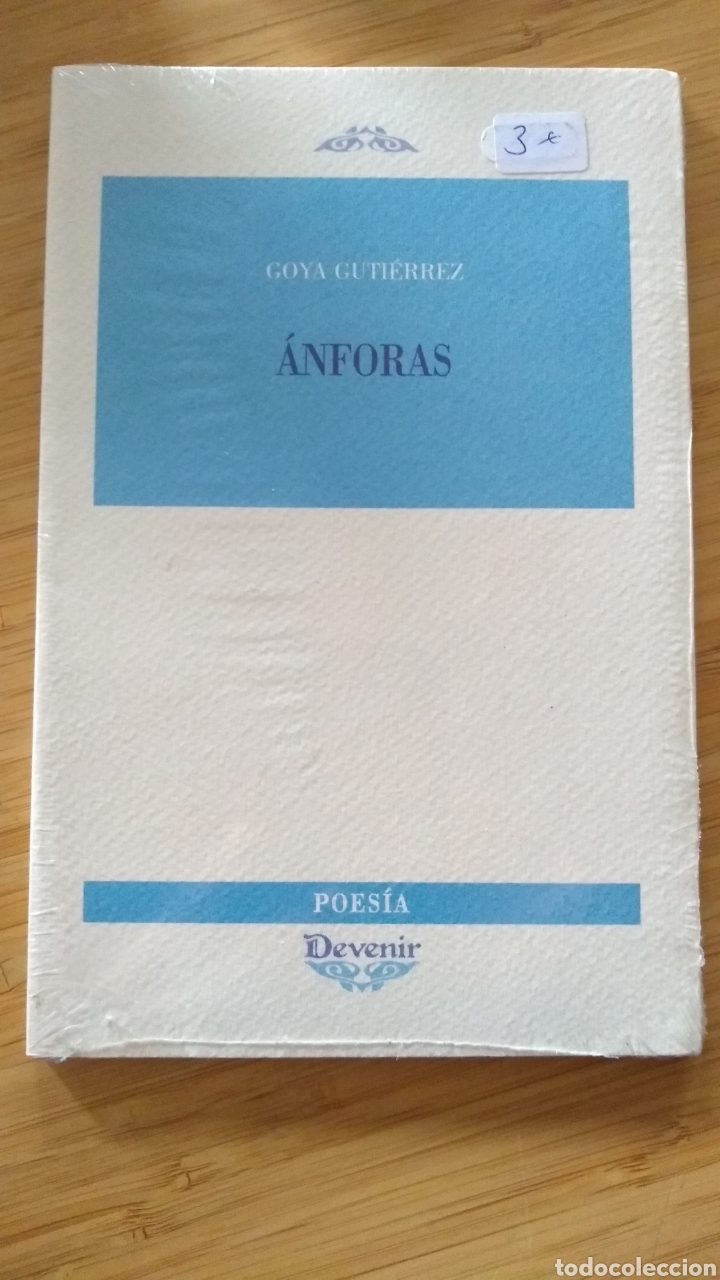 3 €
GOYA GUTIÉRREZ
ÁNFORAS
POESÍA
Devenir
todocoleccion